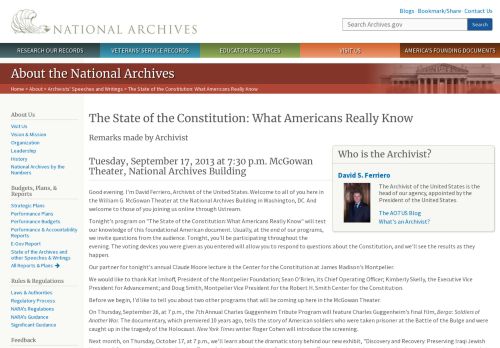 Blogs · Bookmark/Share · Contact Us
NATIONAL ARCHIVES
Search Archives.gov
Search
RESEARCH OUR RECORDS
VETERANS' SERVICE RECORDS
EDUCATOR RESOURCES
VISIT US
AMERICA'S FOUNDING DOCUMENTS
About the National Archives
Home > About > Archivists' Speeches and Writings > The State of the Constitution: What Americans Really Know
About Us
Visit Us
Vision & Mission
Organization
Leadership
History
National Archives by the
Numbers
Budgets, Plans, &
Reports
Strategic Plans
Performance Plans
Performance Budgets
Performance & Accountability
Reports
E-Gov Report
State of the Archives and
other Speeches & Writings
All Reports & Plans
Rules & Regulations
Laws & Authorities
Regulatory Process
NARA's Regulations
NARA's Guidance
Significant Guidance
The State of the Constitution: What Americans Really Know
Remarks made by Archivist
Tuesday, September 17, 2013 at 7:30 p.m. McGowan
Theater, National Archives Building
Who is the Archivist?
David S. Ferriero
The Archivist of the United States is the
head of our agency, appointed by
the President of the United States.
The AOTUS Blog
What's an Archivist?
Good evening. I'm David Ferriero, Archivist of the United States. Welcome to all of you here in
the William G. McGowan Theater at the National Archives Building in Washington, DC. And
welcome to those of you joining us online through Ustream.
Tonight's program on "The State of the Constitution: What Americans Really Know" will test
our knowledge of this foundational American document. Usually, at the end of our programs,
we invite questions from the audience. Tonight, you'll be participating throughout the
evening. The voting devices you were given as you entered will allow you to respond to questions about the Constitution, and we'll see the results as they
happen.
Our partner for tonight's annual Claude Moore lecture is the Center for the Constitution at James Madison's Montpelier.
We would like to thank Kat Imhoff, President of the Montpelier Foundation; Sean O'Brien, its Chief Operating Officer; Kimberly Skelly, the Executive Vice
President for Advancement; and Doug Smith, Montpelier Vice President for the Robert H. Smith Center for the Constitution.
Before we begin, I'd like to tell you about two other programs that will be coming up here in the McGowan Theater.
On Thursday, September 26, at 7 p.m., the 7th Annual Charles Guggenheim Tribute Program will feature Charles Guggenheim's final Film, Berga: Soldiers of
Another War. The documentary, which premiered 10 years ago, tells the story of American soldiers who were taken prisoner at the Battle of the Bulge and were
caught up in the tragedy of the Holocaust. New York Times writer Roger Cohen will introduce the screening.
Next month, on Thursday, October 17, at 7 p.m., we'll learn about the dramatic story behind our new exhibit, "Discovery and Recovery: Preserving Iraqi Jewish